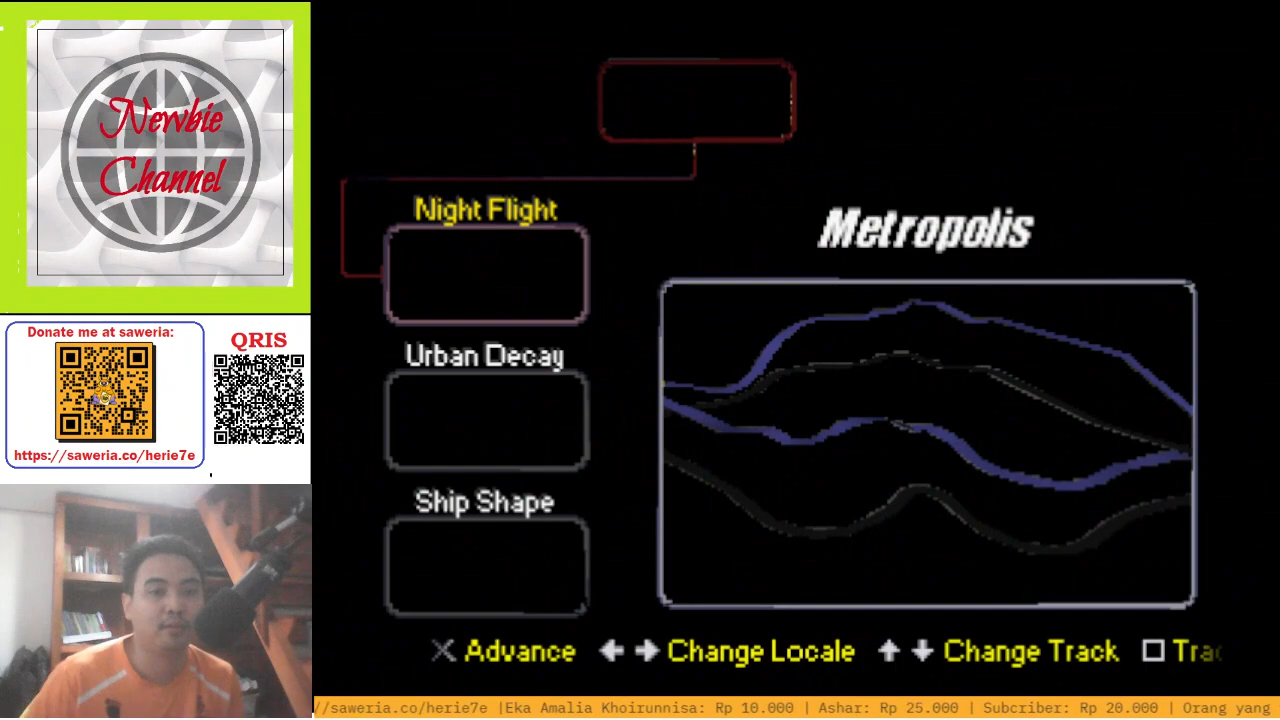 Newbie
Channel
Donate me at saweria:
https://saweria.co/herie7e
QRIS
Night Flight
Urban Decay
Ship Shape
Metropolis
Advance
Change Locale
Change Track
Trac
//saweria.co/herie7e |Eka Amalia Khoirunnisa: Rp 10.000 | Ashar: Rp 25.000 | Subcriber: Rp 20.000 | Orang yang